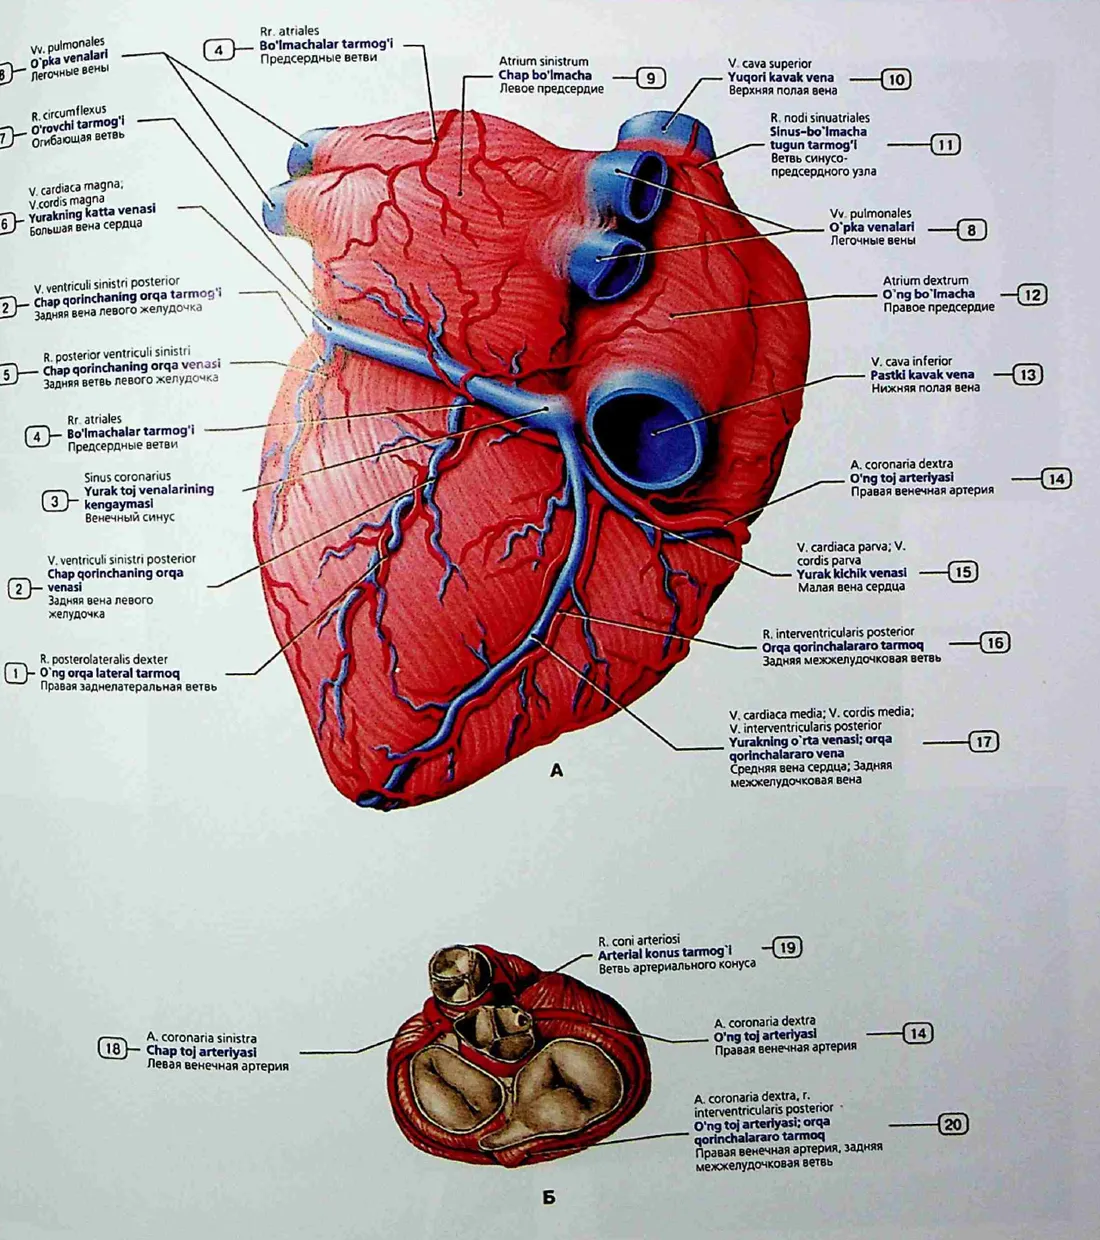 Vv. pulmonales
O`pka venalari
Легочные вены
8
R. circumflexus
O'rovchi tarmog'i
Огибающая ветвь
7
V. cardiaca magna;
V.cordis magna
Yurakning katta venasi
Большая вена сердца
6
V. ventriculi sinistri posterior
Chap qorinchaning orqa tarmog'i
Задняя вена левого желудочка
2
R. posterior ventriculi sinistri
Chap qorinchaning orqa venasi
Задняя ветвь левого желудочка
5
Rr. atriales
Bo'lmachalar tarmog'i
Предсердные ветви
4
Sinus coronarius
Yurak toj venalarining
kengaymasi
Венечный синус
3
V. ventriculi sinistri posterior
Chap qorinchaning orqa
venasi
Задняя вена левого
желудочка
2
R. posterolateralis dexter
O`ng orqa lateral tarmoq
Правая заднелатеральная ветвь
1
Rr. atriales
Bo'lmachalar tarmog'i
Предсердные ветви
4
Atrium sinistrum
Chap bo'lmacha
Левое предсердие
9
V. cava superior
Yuqori kavak vena
Верхняя полая вена
10
R. nodi sinuatriales
Sinus-bo`lmacha
tugun tarmog'i
Ветвь синусо-
предсердного узла
11
Vv. pulmonales
O`pka venalari
Легочные вены
8
Atrium dextrum
O`ng bo`lmacha
Правое предсердие
12
V. cava inferior
Pastki kavak vena
Нижняя полая вена
13
A. coronaria dextra
O'ng toj arteriyasi
Правая венечная артерия
14
V. cardiaca parva; V.
cordis parva
Yurak kichik venasi
Малая вена сердца
15
R. interventricularis posterior
Orqa qorinchalararo tarmoq
Задняя межжелудочковая ветвь
16
V. cardiaca media; V. cordis media;
V. interventricularis posterior
Yurakning o`rta venasi; orqa
qorinchalararo vena
Средняя вена сердца; Задняя
межжелудочковая вена
17
А
R. coni arteriosi
Arterial konus tarmog`i
Ветвь артериального конуса
19
A. coronaria sinistra
Chap toj arteriyasi
Левая венечная артерия
18
A. coronaria dextra
O'ng toj arteriyasi
Правая венечная артерия
14
A. coronaria dextra, r.
interventricularis posterior
O'ng toj arteriyasi; orqa
qorinchalararo tarmoq
Правая венечная артерия, задняя
межжелудочковая ветвь
20
Б